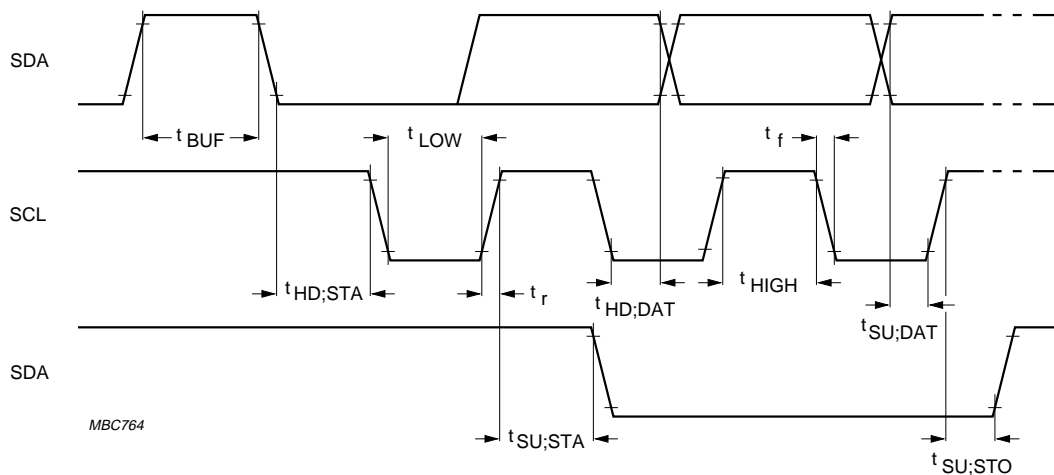 SDA
t BUF
t LOW
t f
SCL
t HD;STA
t r
t HD;DAT
t HIGH
t SU;DAT
SDA
MBC764
t SU;STA
t SU;STO